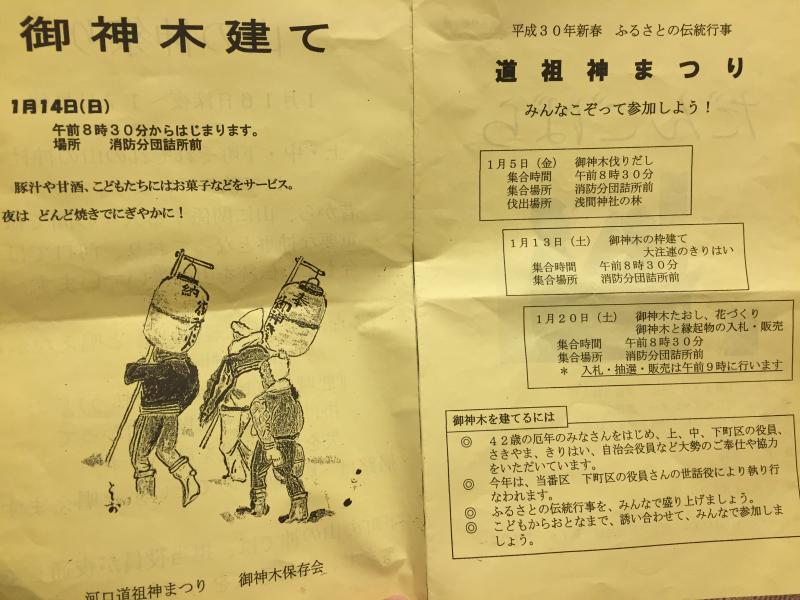 御神木建て
1月14日(日)
午前8時30分からはじまります。
場所 消防分団詰所前
豚汁や甘酒、こどもたちにはお菓子などをサービス。
夜は どんど焼きでにぎやかに!
納
奉
河口道祖神まつり 御神木保存会
平成30年新春 ふるさとの伝統行事
道祖神まつり
みんなこぞって参加しよう!
1月5日(金) 御神木伐りだし
集合時間 午前8時30分
集合場所 消防分団詰所前
伐出場所 浅間神社の林
1月13日(土) 御神木の枠建て
大注連のきりはい
集合時間 午前8時30分
集合場所 消防分団詰所前
1月20日(土) 御神木たおし、花づくり
御神木と縁起物の入札・販売
集合時間 午前8時30分
集合場所 消防分団詰所前
* 入札・抽選・販売は午前9時に行います
御神木を建てるには
◎ 42歳の厄年のみなさんをはじめ、上、中、下町区の役員、
さきやま、きりはい、自治会役員など大勢のご奉仕や協力
をいただいています。
◎ 今年は、当番区 下町区の役員さんの世話役により執り行
なわれます。
◎ ふるさとの伝統行事を、みんなで盛り上げましょう。
◎ こどもからおとなまで、誘い合わせて、みんなで参加しま
しょう。